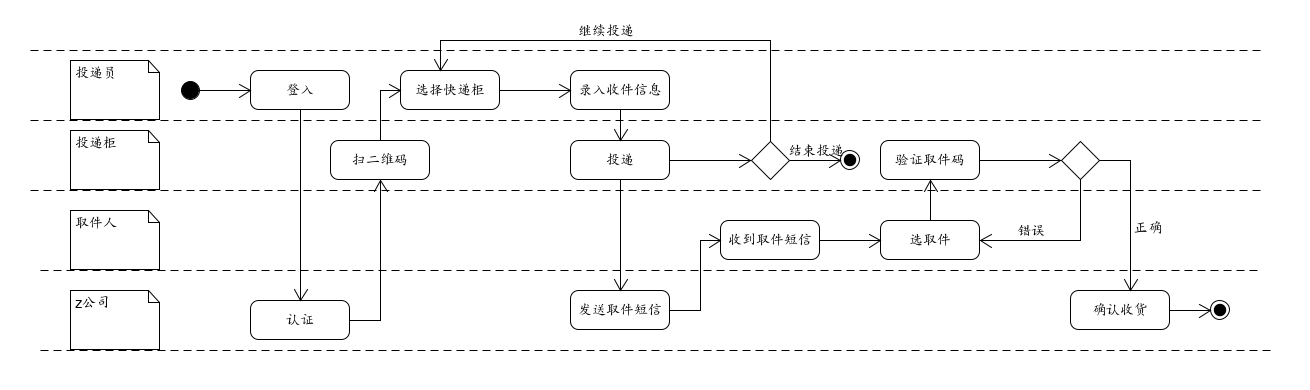 继续投递
投递员
登入
选择快递柜
录入收件信息
投递柜
扫二维码
投递
结束投递
验证取件码
取件人
收到取件短信
选取件
错误
正确
Z公司
认证
发送取件短信
确认收货